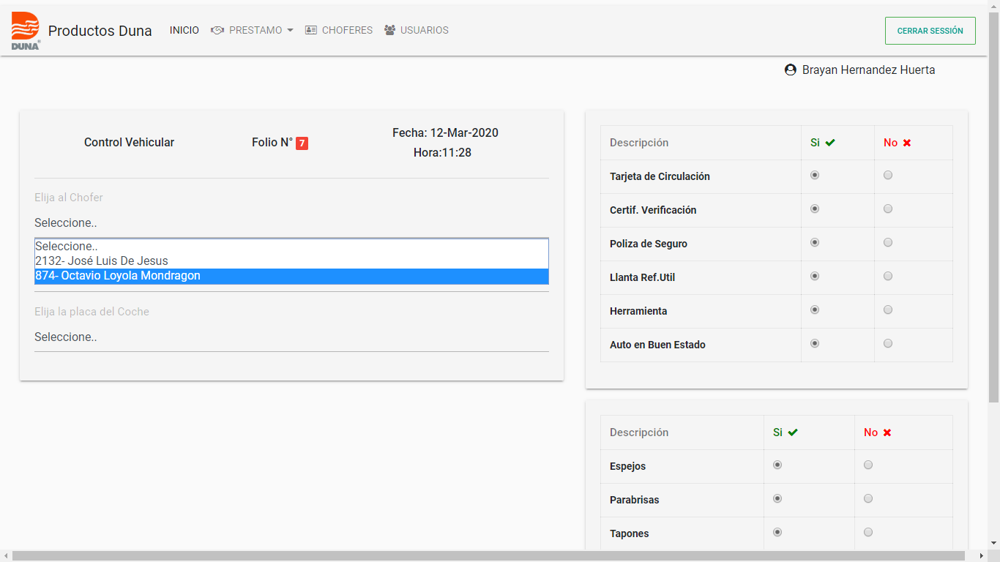 DUNA
Productos Duna
INICIO
PRESTAMO
CHOFERES
USUARIOS
CERRAR SESSIÓN
Brayan Hernandez Huerta
Control Vehicular
Folio N° 7
Fecha: 12-Mar-2020
Hora:11:28
Elija al Chofer
Seleccione..
Seleccione..
2132- José Luis De Jesus
874- Octavio Loyola Mondragon
Elija la placa del Coche
Seleccione..
Descripción Si No
Tarjeta de Circulación
Certif. Verificación
Poliza de Seguro
Llanta Ref.Util
Herramienta
Auto en Buen Estado
Descripción Si No
Espejos
Parabrisas
Tapones